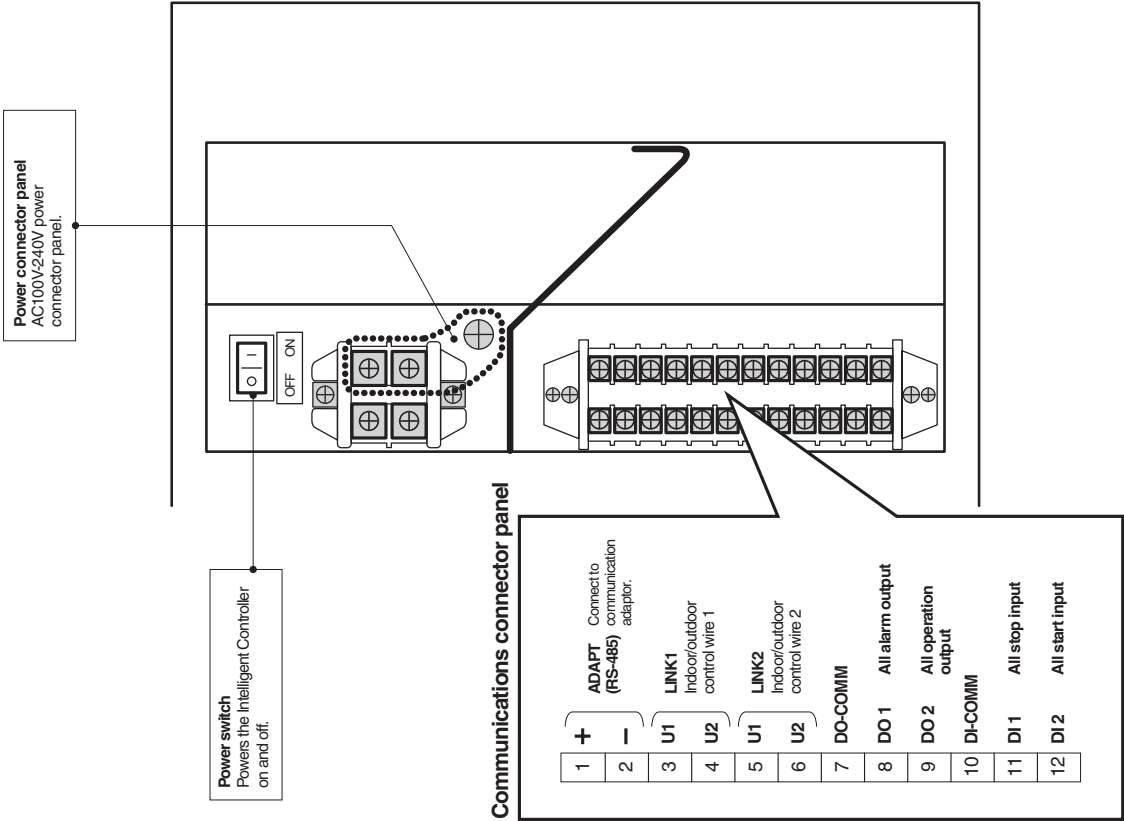 Power connector panel
AC100V-240V power
connector panel.
OFF ON
Power switch
Powers the Intelligent Controller
on and off.
Communications connector panel
1 + ADAPT Connect to
2 – (RS-485) communication
adaptor.
3 U1 LINK1
Indoor/outdoor
4 U2 control wire 1
5 U1 LINK2
Indoor/outdoor
6 U2 control wire 2
7 DO-COMM
8 DO 1 All alarm output
9 DO 2 All operation
output
10 DI-COMM
11 DI 1 All stop input
12 DI 2 All start input